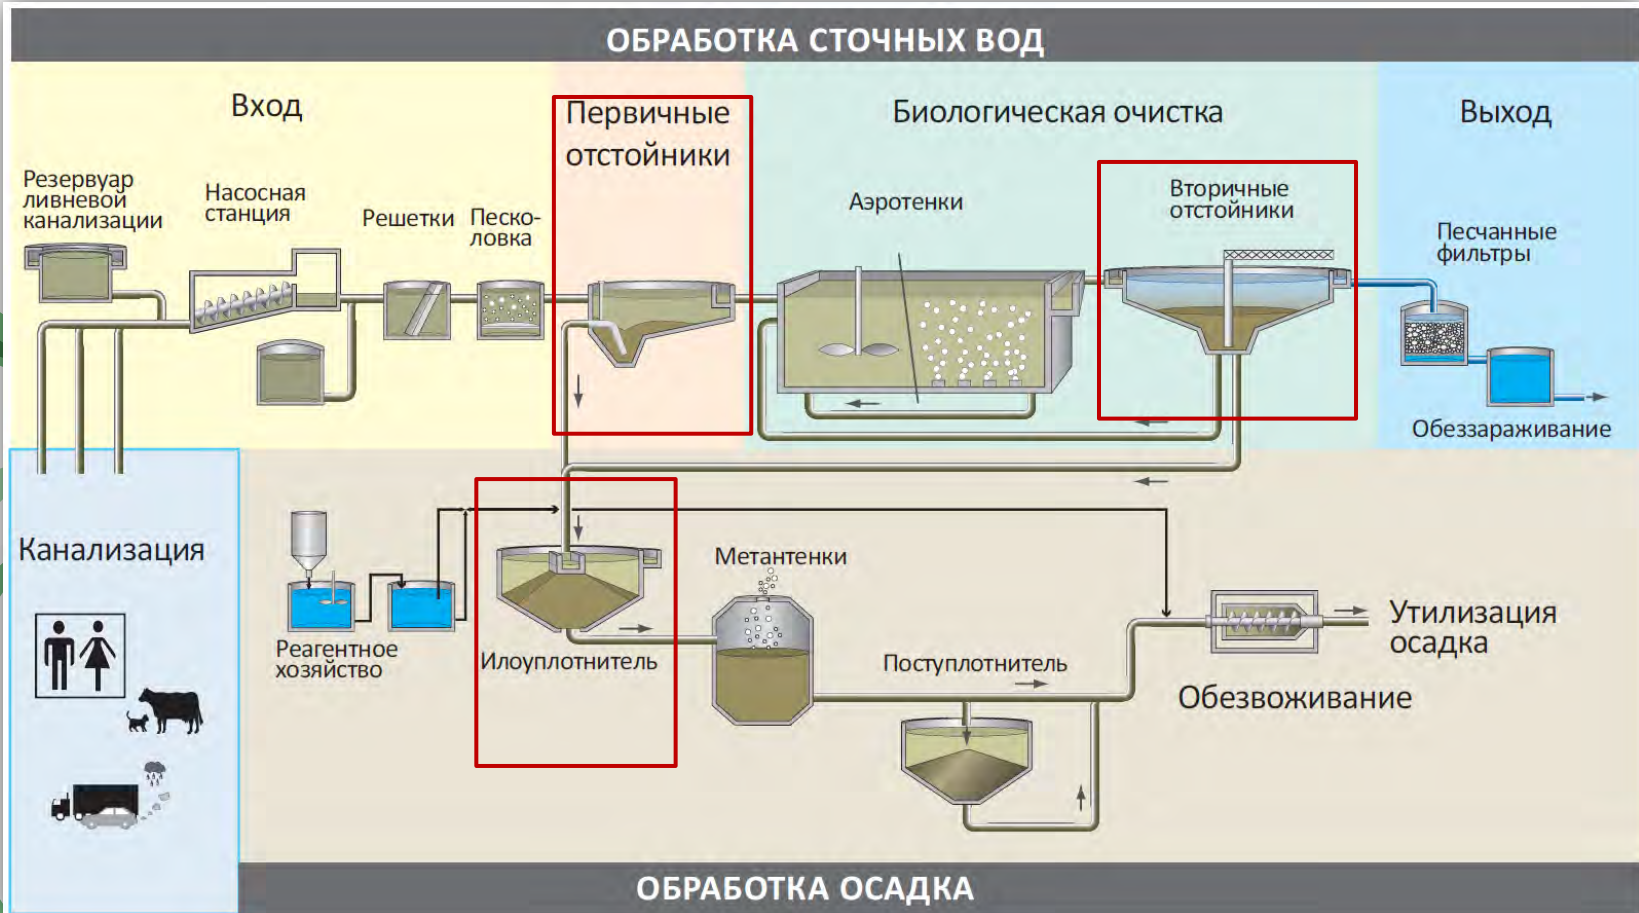 ОБРАБОТКА СТОЧНЫХ ВОД
Вход
Первичные
отстойники
Биологическая очистка
Выход
Резервуар
ливневой
канализации
Насосная
станция
Решетки
Песко-
ловка
Аэротенки
Вторичные
отстойники
Песчанные
фильтры
Обеззараживание
Канализация
Реагентное
хозяйство
Илоуплотнитель
Метантенки
Поступлотнитель
Обезвоживание
Утилизация
осадка
ОБРАБОТКА ОСАДКА